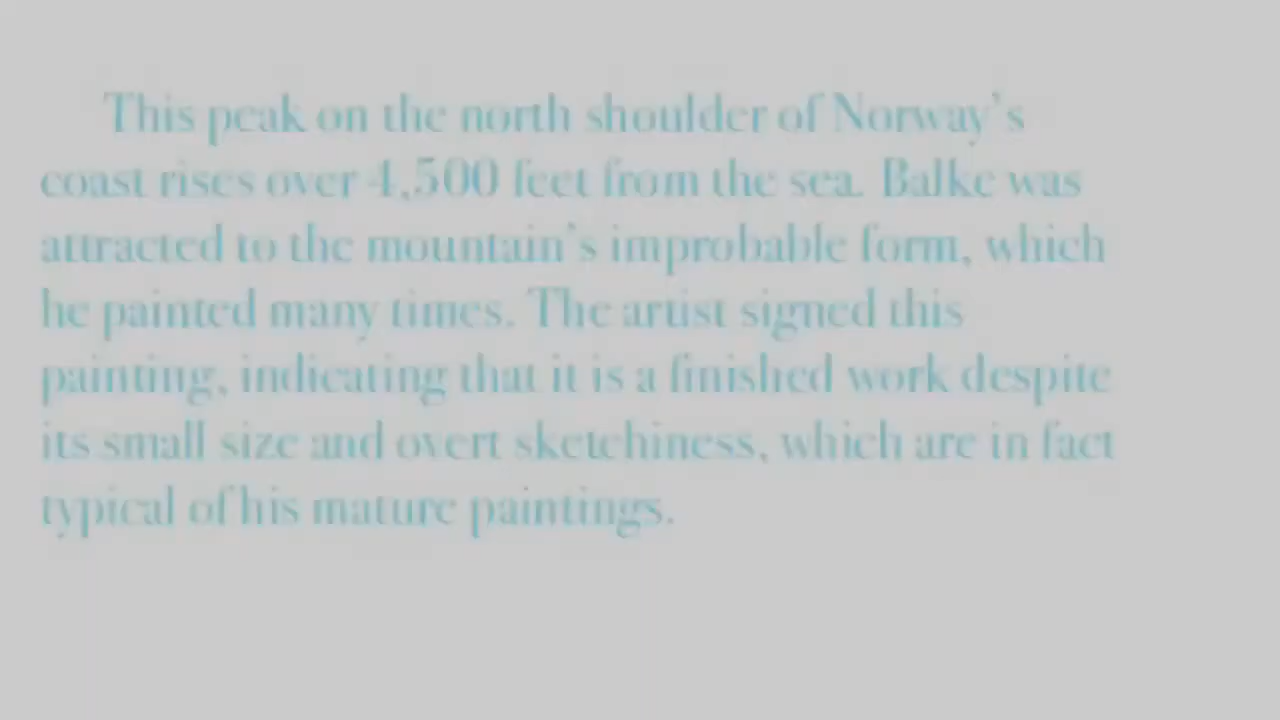 This peak on the north shoulder of Norway's
coast rises over 4,500 feet from the sea. Balke was
attracted to the mountain's improbable form, which
he painted many times. The artist signed this
painting, indicating that it is a finished work despite
its small size and overt sketchiness, which are in fact
typical of his mature paintings.